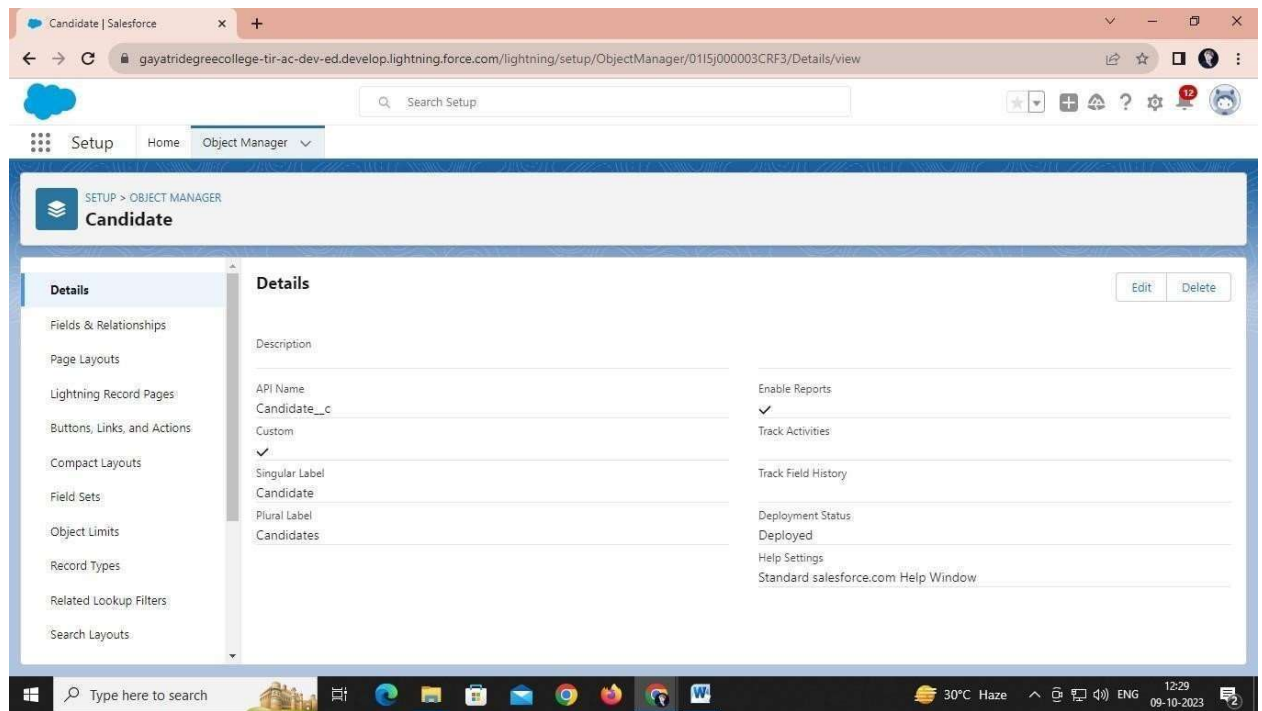 Candidate | Salesforce
gayatridegreecollege-tir-ac-dev-ed.develop.lightning.force.com/lightning/setup/ObjectManager/01I5j000003CRF3/Details/view
Search Setup
12
Setup Home Object Manager
SETUP > OBJECT MANAGER
Candidate
Details
Fields & Relationships
Page Layouts
Lightning Record Pages
Buttons, Links, and Actions
Compact Layouts
Field Sets
Object Limits
Record Types
Related Lookup Filters
Search Layouts
Details
Edit Delete
Description
API Name
Candidate__c
Custom
Singular Label
Candidate
Plural Label
Candidates
Enable Reports
Track Activities
Track Field History
Deployment Status
Deployed
Help Settings
Standard salesforce.com Help Window
Type here to search
30°C Haze
ENG
12:29
09-10-2023
2